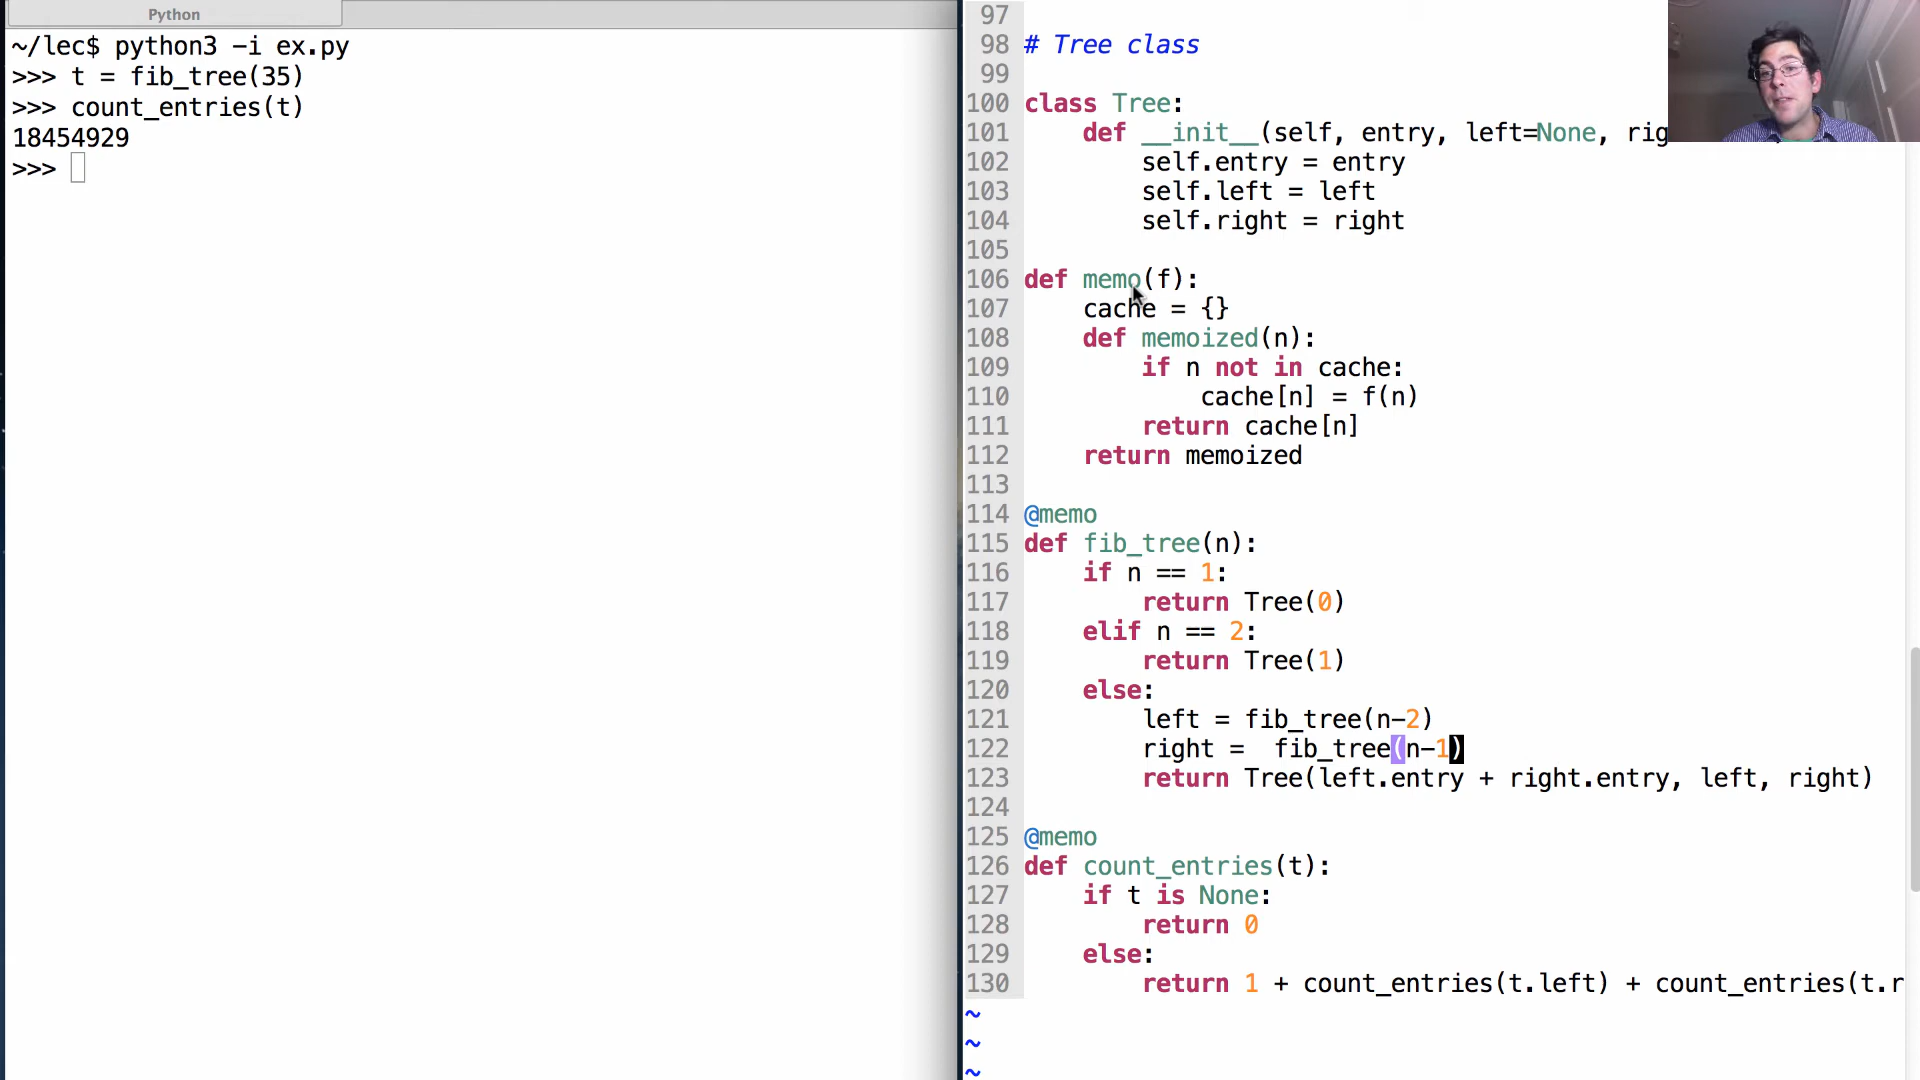 Python
~/lec$ python3 -i ex.py
>>> t = fib_tree(35)
>>> count_entries(t)
18454929
>>>
97
98 # Tree class
99
100 class Tree:
101     def __init__(self, entry, left=None, rig
102         self.entry = entry
103         self.left = left
104         self.right = right
105
106 def memo(f):
107     cache = {}
108     def memoized(n):
109         if n not in cache:
110             cache[n] = f(n)
111         return cache[n]
112     return memoized
113
114 @memo
115 def fib_tree(n):
116     if n == 1:
117         return Tree(0)
118     elif n == 2:
119         return Tree(1)
120     else:
121         left = fib_tree(n-2)
122         right =  fib_tree(n-1)
123         return Tree(left.entry + right.entry, left, right)
124
125 @memo
126 def count_entries(t):
127     if t is None:
128         return 0
129     else:
130         return 1 + count_entries(t.left) + count_entries(t.r
~
~
~